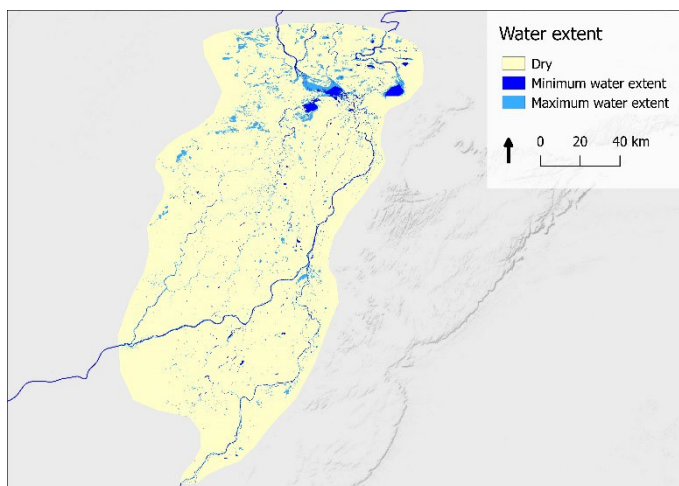 Water extent
Dry
Minimum water extent
Maximum water extent
0 20 40 km